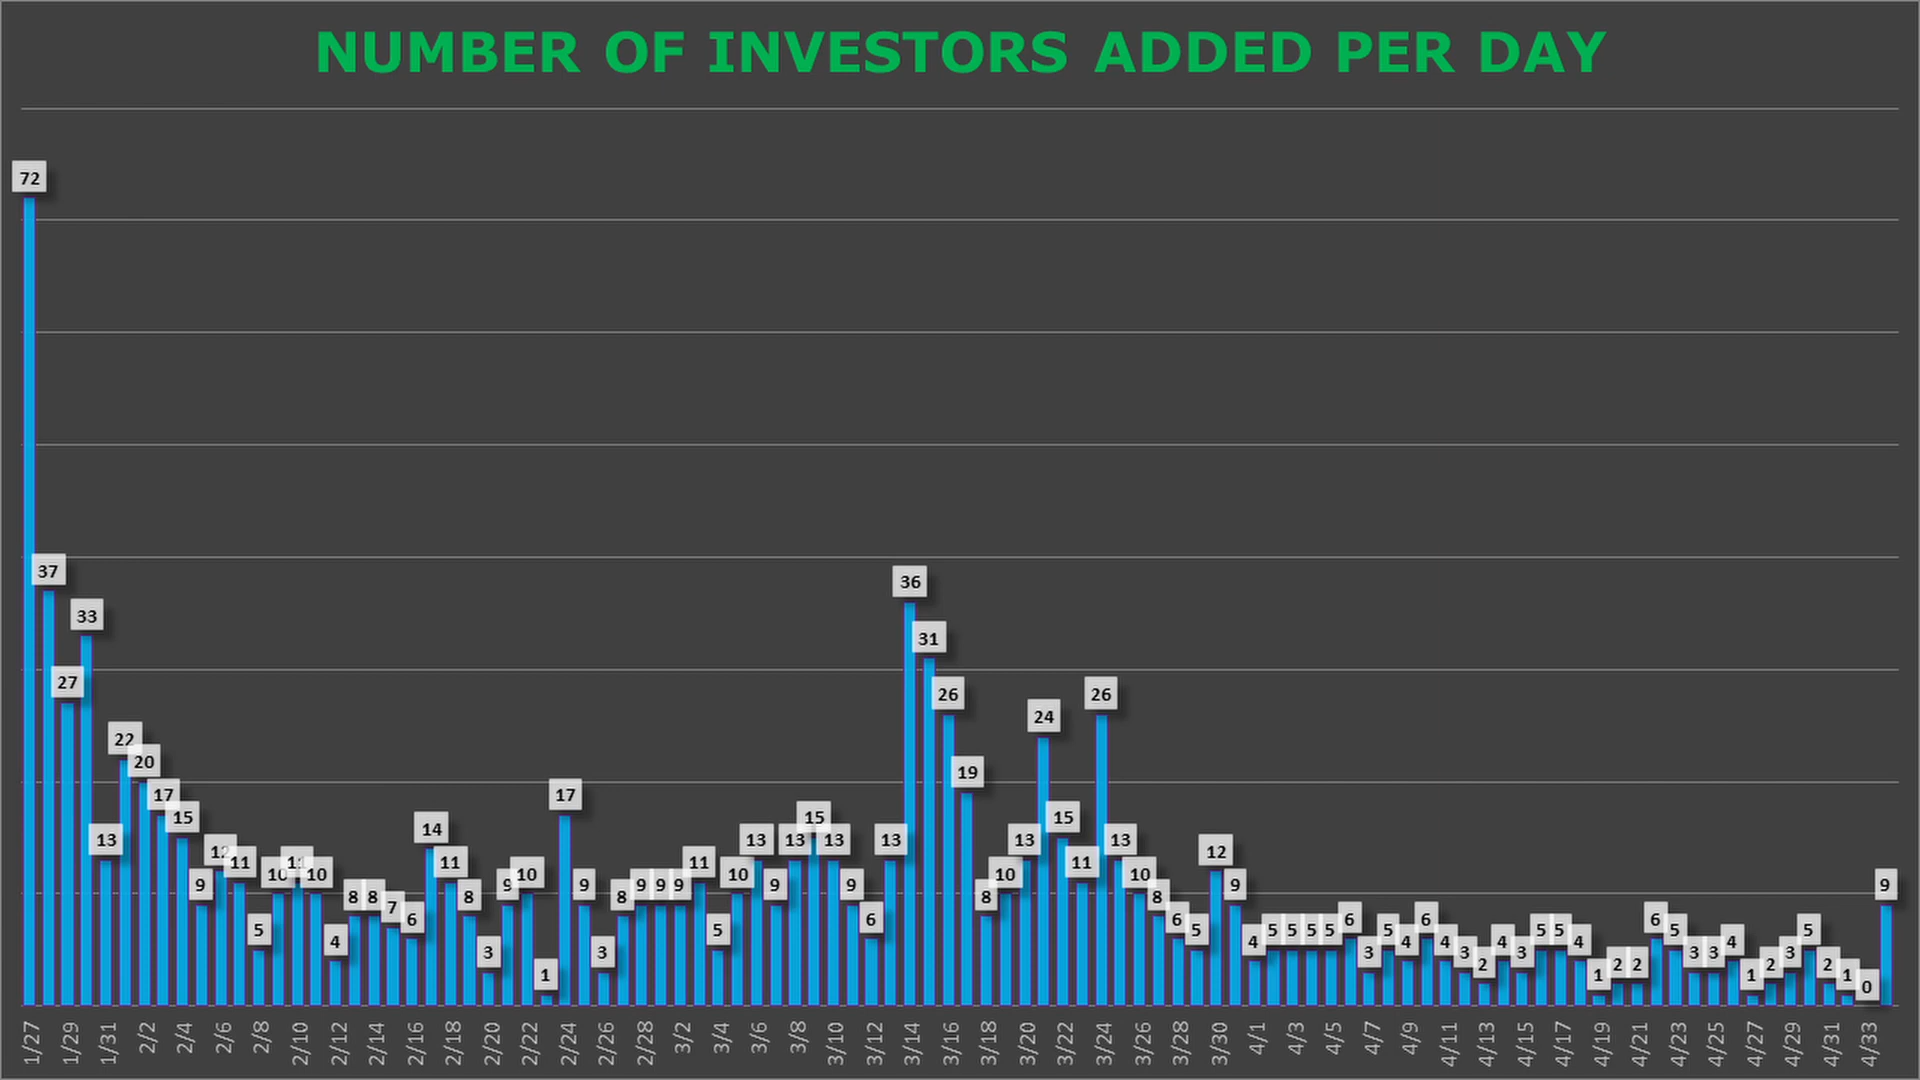 NUMBER OF INVESTORS ADDED PER DAY
72 37 27 33 13 22 20 17 15 9 12 11 5 10 11 10 4 8 8 7 6 14 11 8 3 9 10 1 17 9 3 8 9 9 9 11 5 10 13 9 13 15 13 9 6 13 36 31 26 19 8 10 13 24 15 11 26 13 10 8 6 5 12 9 4 5 5 5 5 6 3 5 4 6 4 3 2 4 3 5 5 4 1 2 2 6 5 3 3 4 1 2 3 5 2 1 0 9
1/27 1/29 1/31 2/2 2/4 2/6 2/8 2/10 2/12 2/14 2/16 2/18 2/20 2/22 2/24 2/26 2/28 3/2 3/4 3/6 3/8 3/10 3/12 3/14 3/16 3/18 3/20 3/22 3/24 3/26 3/28 3/30 4/1 4/3 4/5 4/7 4/9 4/11 4/13 4/15 4/17 4/19 4/21 4/23 4/25 4/27 4/29 4/31 4/33